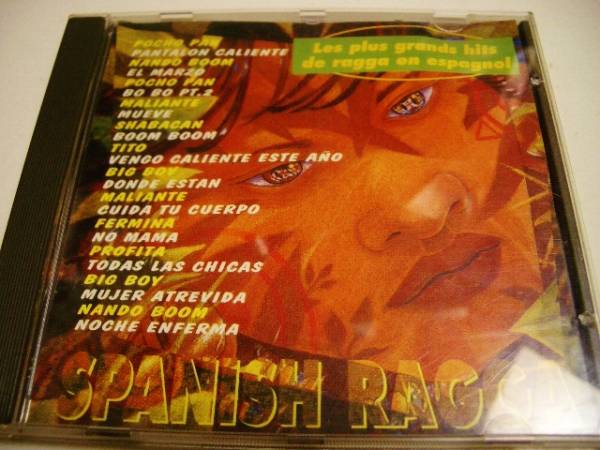 POCHO PAN
PANTALON CALIENTE
NANDO BOOM
EL MARZO
POCHO PAN
BO BO PT.2
MALIANTE
MUEVE
SHABACAN
BOOM BOOM
TITO
VENGO CALIENTE ESTE AÑO
BIG BOY
DONDE ESTAN
MALIANTE
CUIDA TU CUERPO
FERMINA
NO MAMA
PROFITA
TODAS LAS CHICAS
BIG BOY
MUJER ATREVIDA
NANDO BOOM
NOCHE ENFERMA
Les plus grands hits
de ragga en espagnol
SPANISH RAGGA